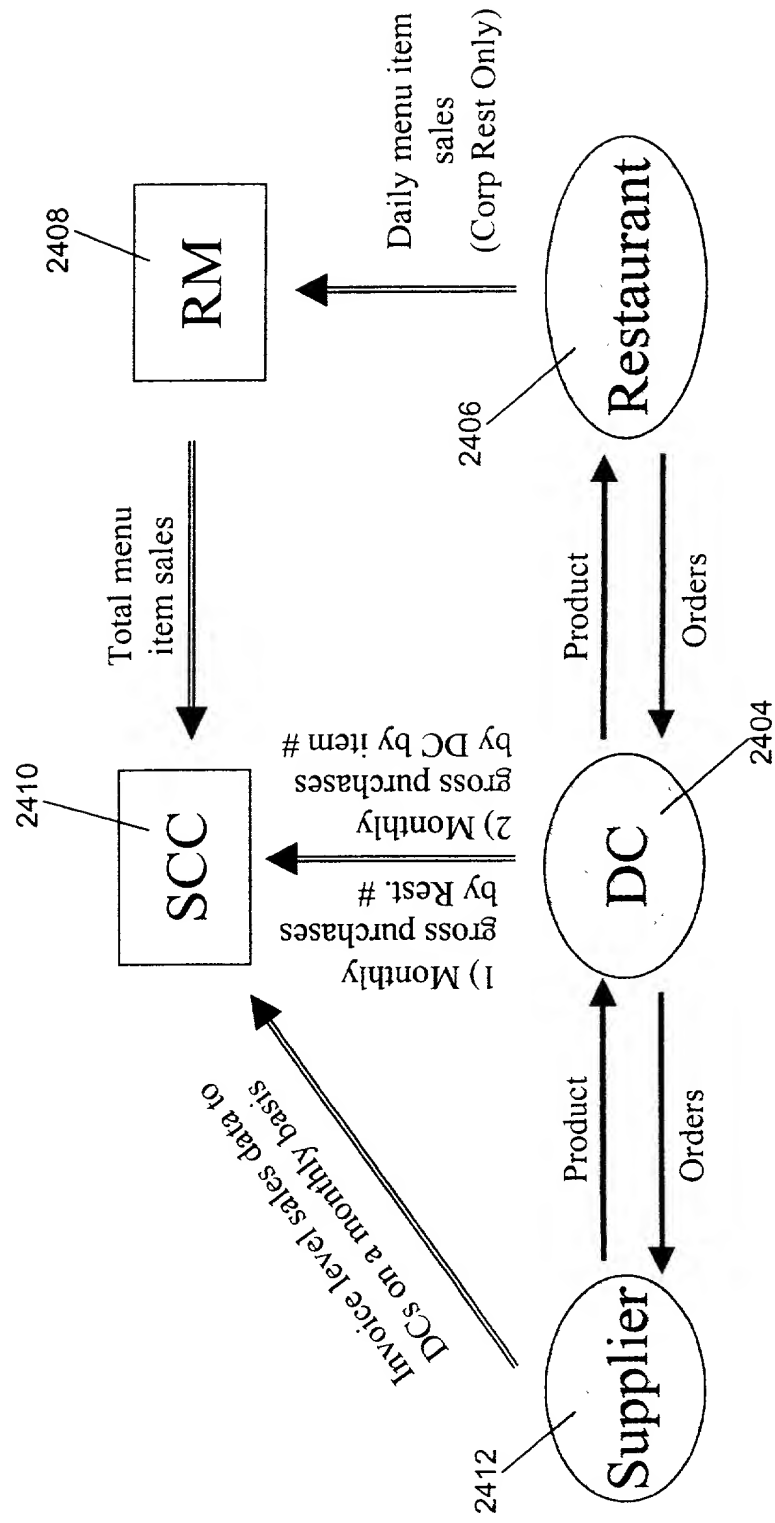 2410
SCC
Total menu
item sales
2408
RM
Invoice level sales data to
DCs on a monthly basis
1) Monthly
gross purchases
by Rest. #
2) Monthly
gross purchases
by DC by item #
Daily menu item
sales
(Corp Rest Only)
2412
Supplier
Product
Orders
DC
2404
Product
Orders
2406
Restaurant